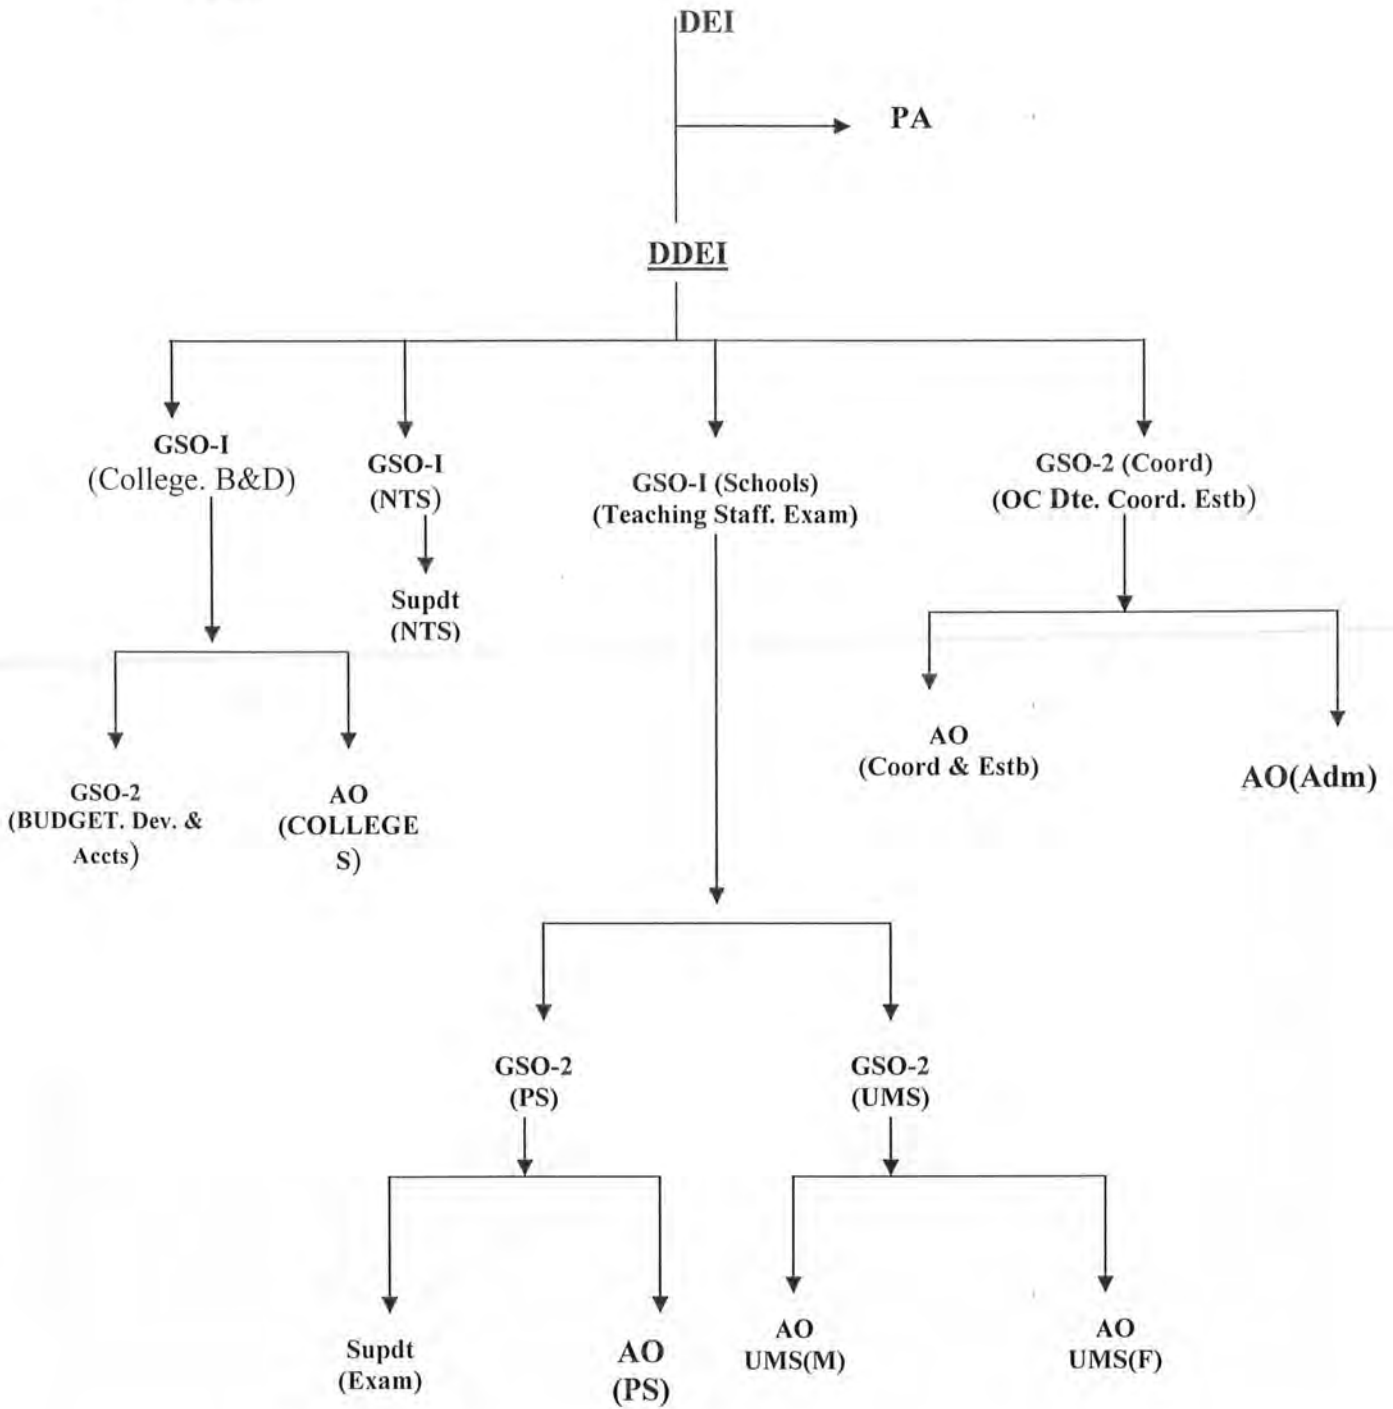 DEI
PA
DDEI
GSO-I
(College. B&D)
GSO-I
(NTS)
GSO-I (Schools)
(Teaching Staff. Exam)
GSO-2 (Coord)
(OC Dte. Coord. Estb)
Supdt
(NTS)
AO
(Coord & Estb)
AO(Adm)
GSO-2
(BUDGET. Dev. &
Accts)
AO
(COLLEGE
S)
GSO-2
(PS)
GSO-2
(UMS)
Supdt
(Exam)
AO
(PS)
AO
UMS(M)
AO
UMS(F)